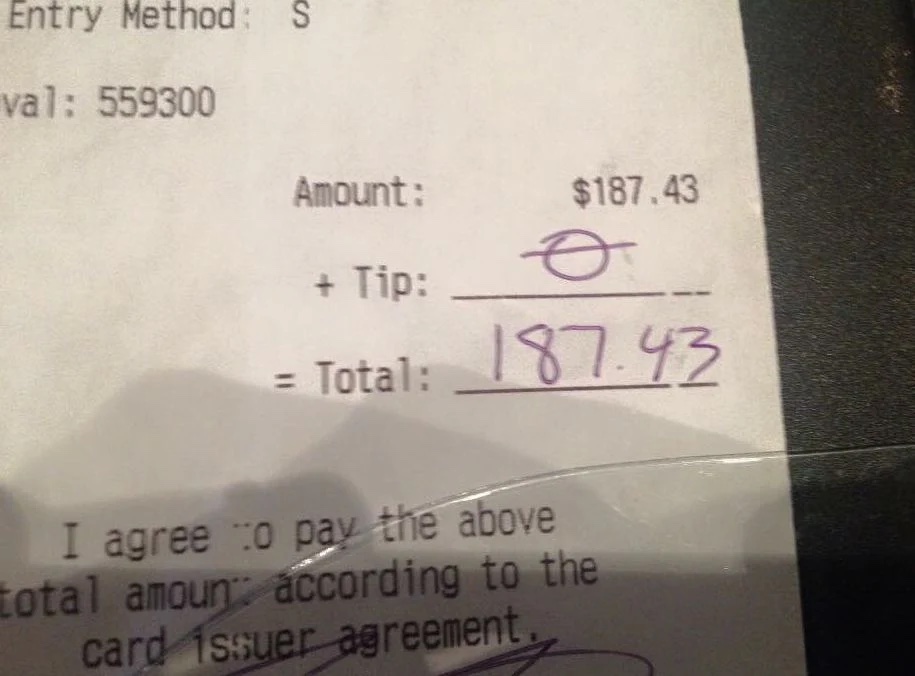 Entry Method: S
val: 559300
Amount: $187.43
+ Tip: 0
= Total: 187.43
I agree to pay the above
total amount according to the
card issuer agreement.